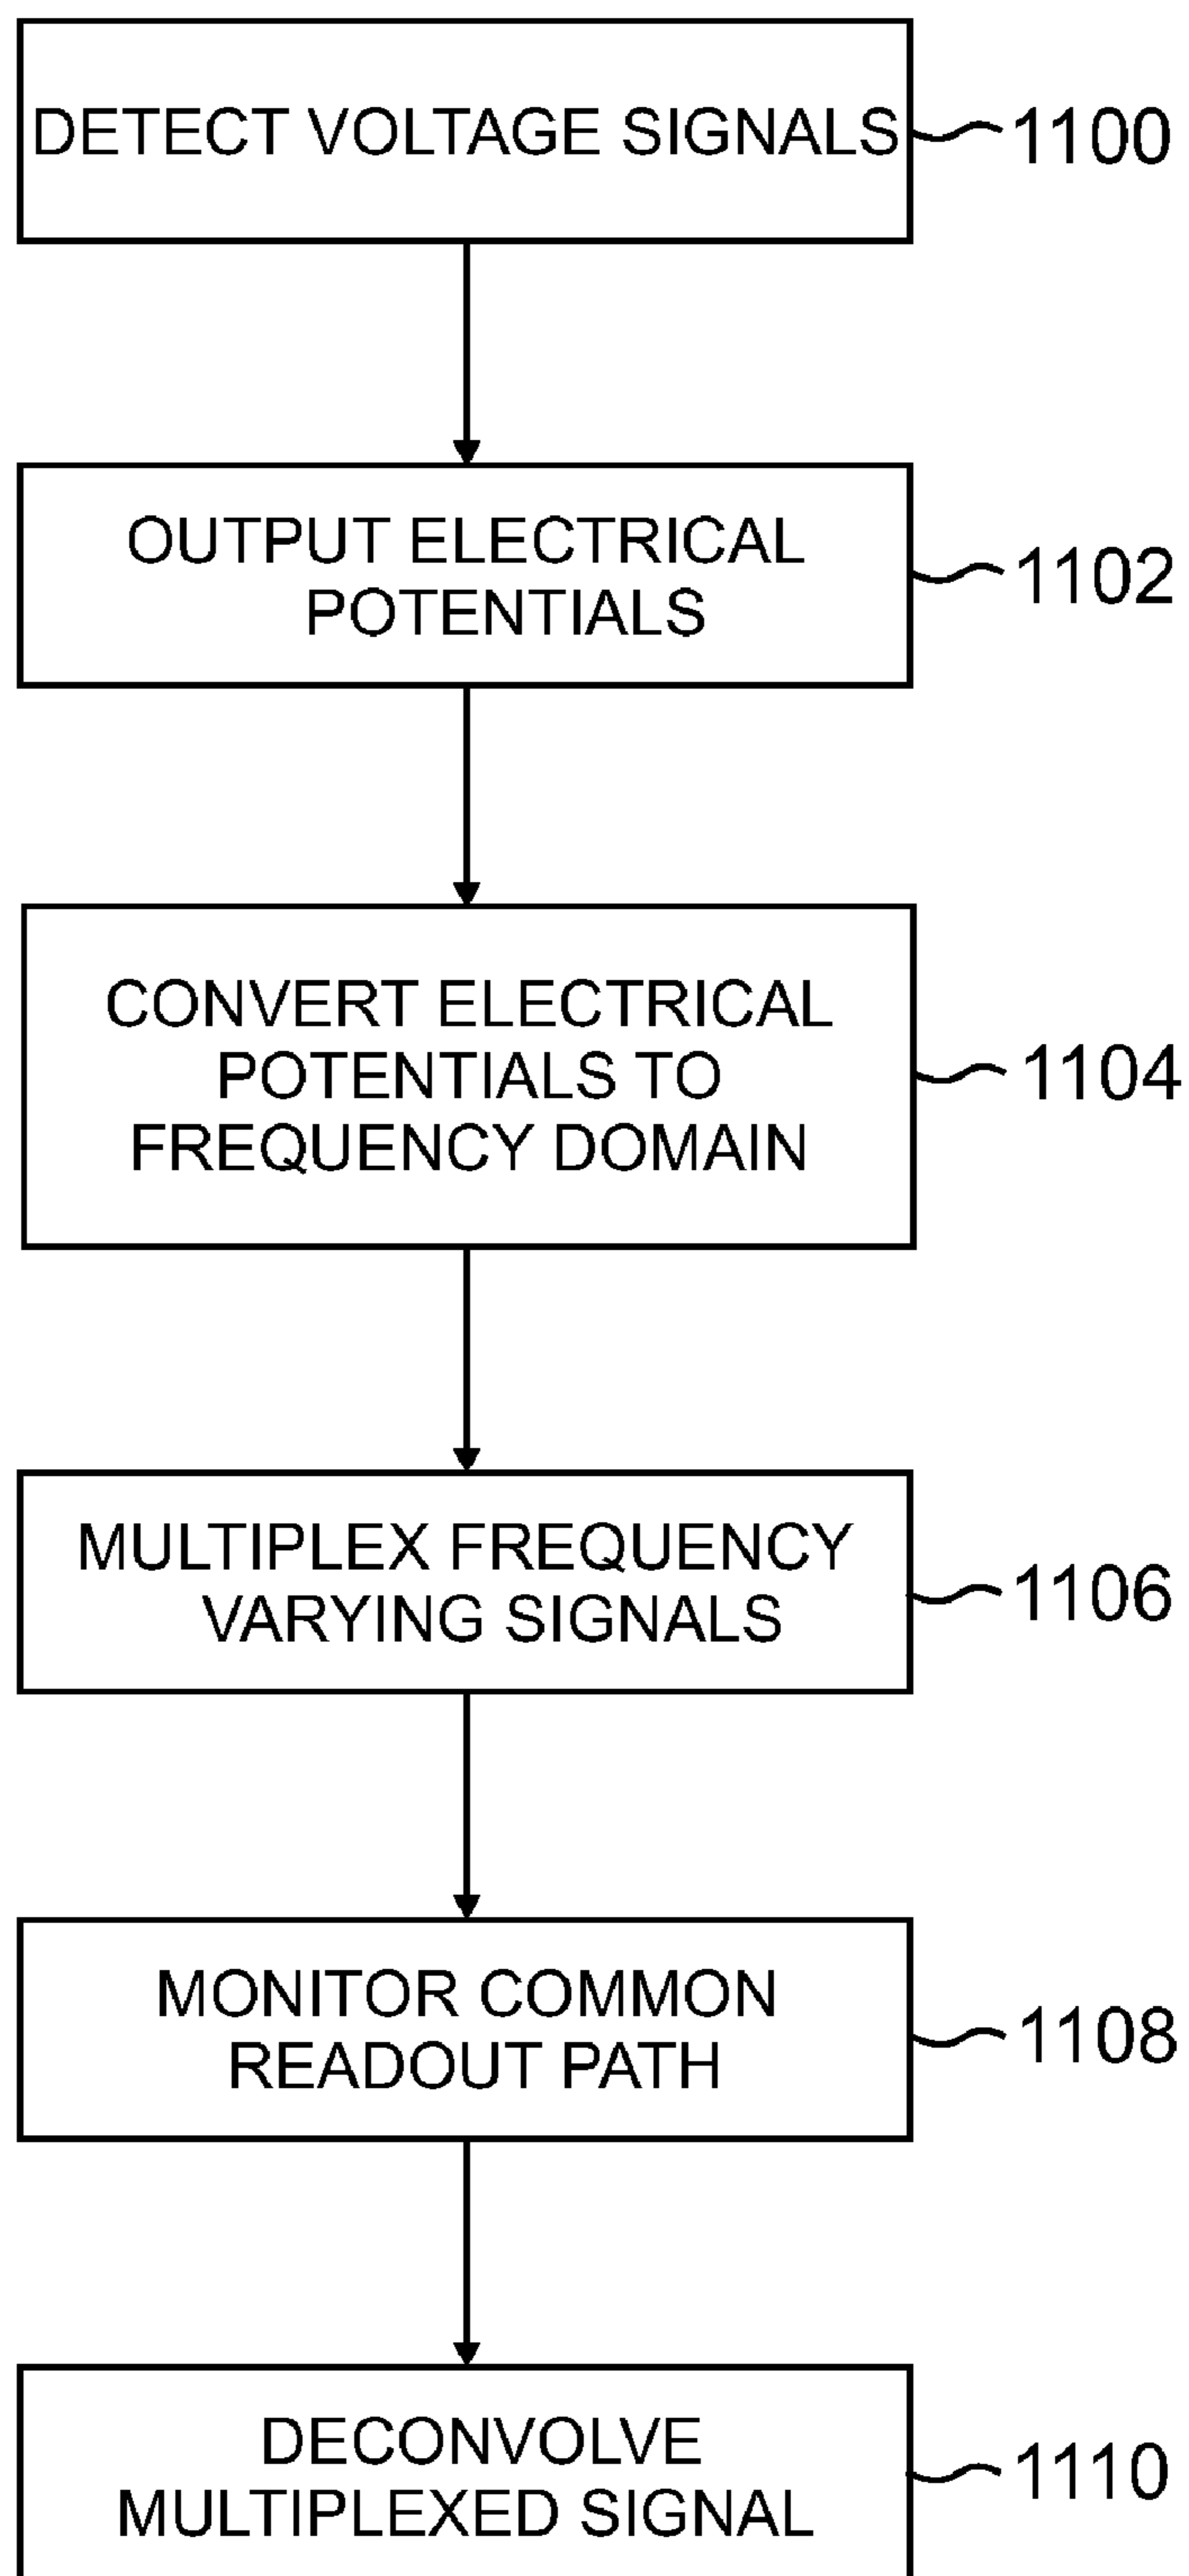 DETECT VOLTAGE SIGNALS
1100
OUTPUT ELECTRICAL
POTENTIALS
1102
CONVERT ELECTRICAL
POTENTIALS TO
FREQUENCY DOMAIN
1104
MULTIPLEX FREQUENCY
VARYING SIGNALS
1106
MONITOR COMMON
READOUT PATH
1108
DECONVOLVE
MULTIPLEXED SIGNAL
1110